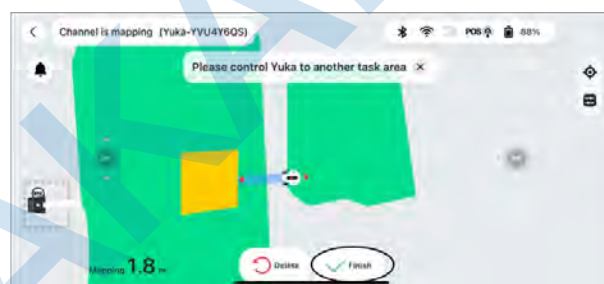 Channel is mapping (Yuka-YVU4Y6QS)
POS
88%
Please control Yuka to another task area ×
Mapping 1.8 m
Delete
Finish